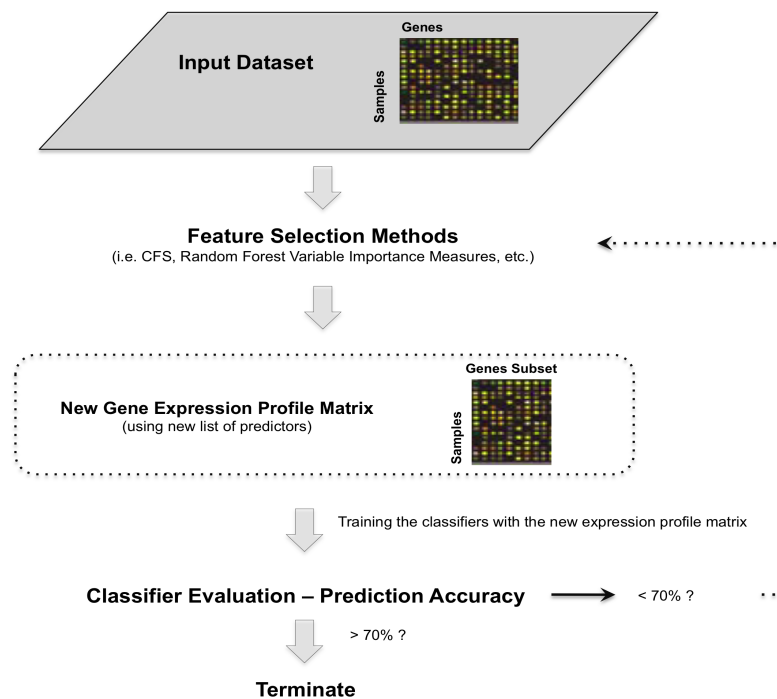 Genes
Input Dataset
Samples
Feature Selection Methods
(i.e. CFS, Random Forest Variable Importance Measures, etc.)
Genes Subset
New Gene Expression Profile Matrix
(using new list of predictors)
Samples
Training the classifiers with the new expression profile matrix
Classifier Evaluation – Prediction Accuracy
< 70% ?
> 70% ?
Terminate